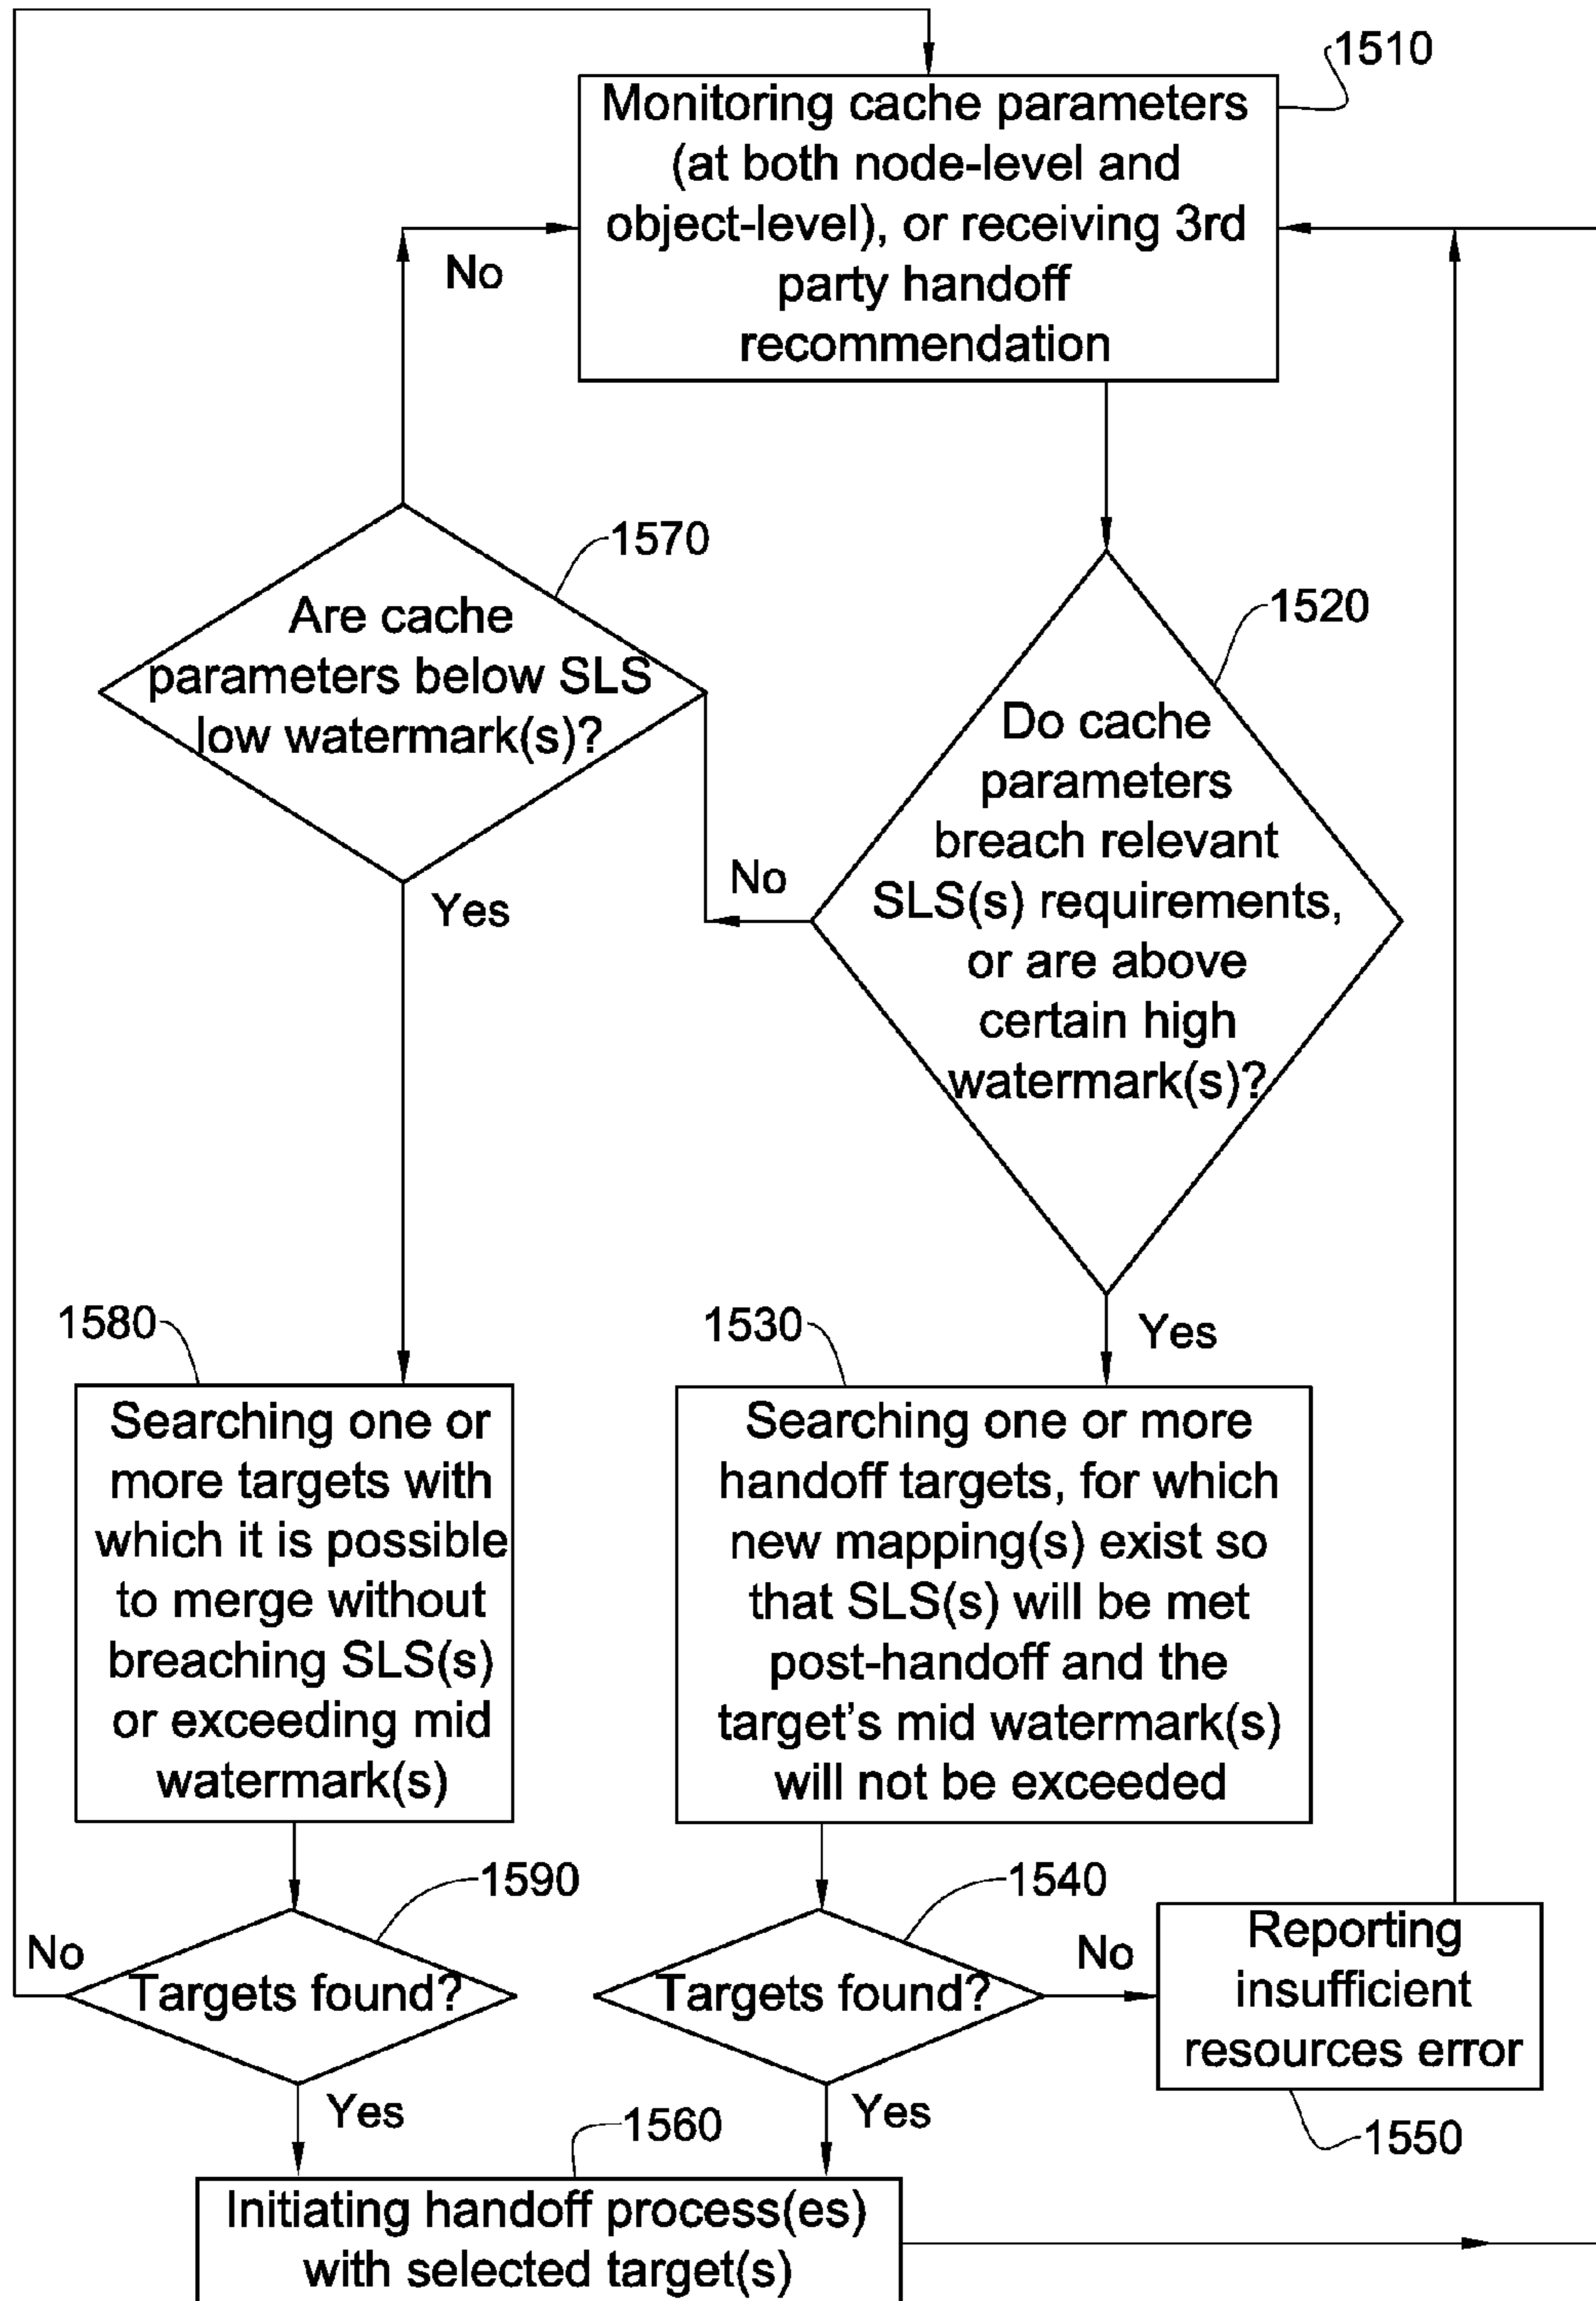 1510
Monitoring cache parameters
(at both node-level and
object-level), or receiving 3rd
party handoff
recommendation
No
1570
Are cache
parameters below SLS
low watermark(s)?
Yes
1520
Do cache
parameters
breach relevant
SLS(s) requirements,
or are above
certain high
watermark(s)?
No
Yes
1580
Searching one or
more targets with
which it is possible
to merge without
breaching SLS(s)
or exceeding mid
watermark(s)
1530
Searching one or more
handoff targets, for which
new mapping(s) exist so
that SLS(s) will be met
post-handoff and the
target’s mid watermark(s)
will not be exceeded
1590
No
Targets found?
Yes
1540
Targets found?
No
Yes
Reporting
insufficient
resources error
1550
1560
Initiating handoff process(es)
with selected target(s)